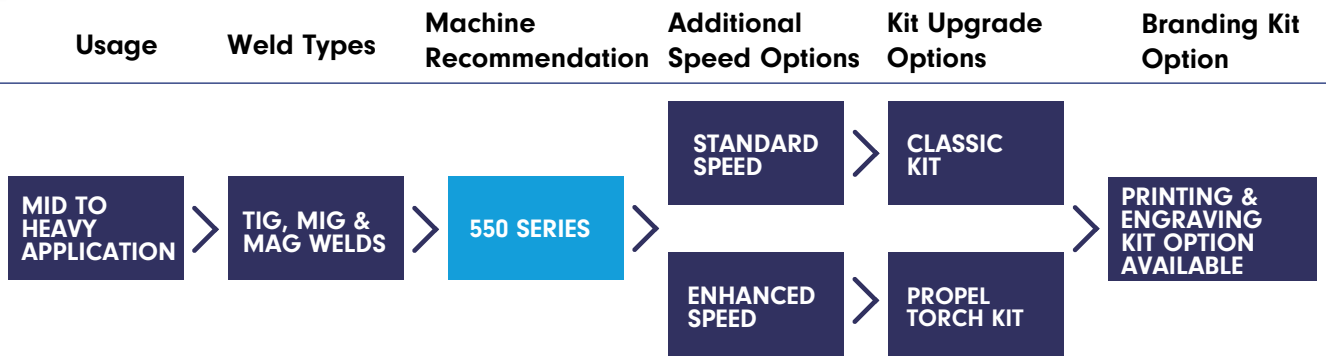 Usage
Weld Types
Machine
Recommendation
Additional
Speed Options
Kit Upgrade
Options
Branding Kit
Option
MID TO
HEAVY
APPLICATION
TIG, MIG &
MAG WELDS
550 SERIES
STANDARD
SPEED
CLASSIC
KIT
ENHANCED
SPEED
PROPEL
TORCH KIT
PRINTING &
ENGRAVING
KIT OPTION
AVAILABLE